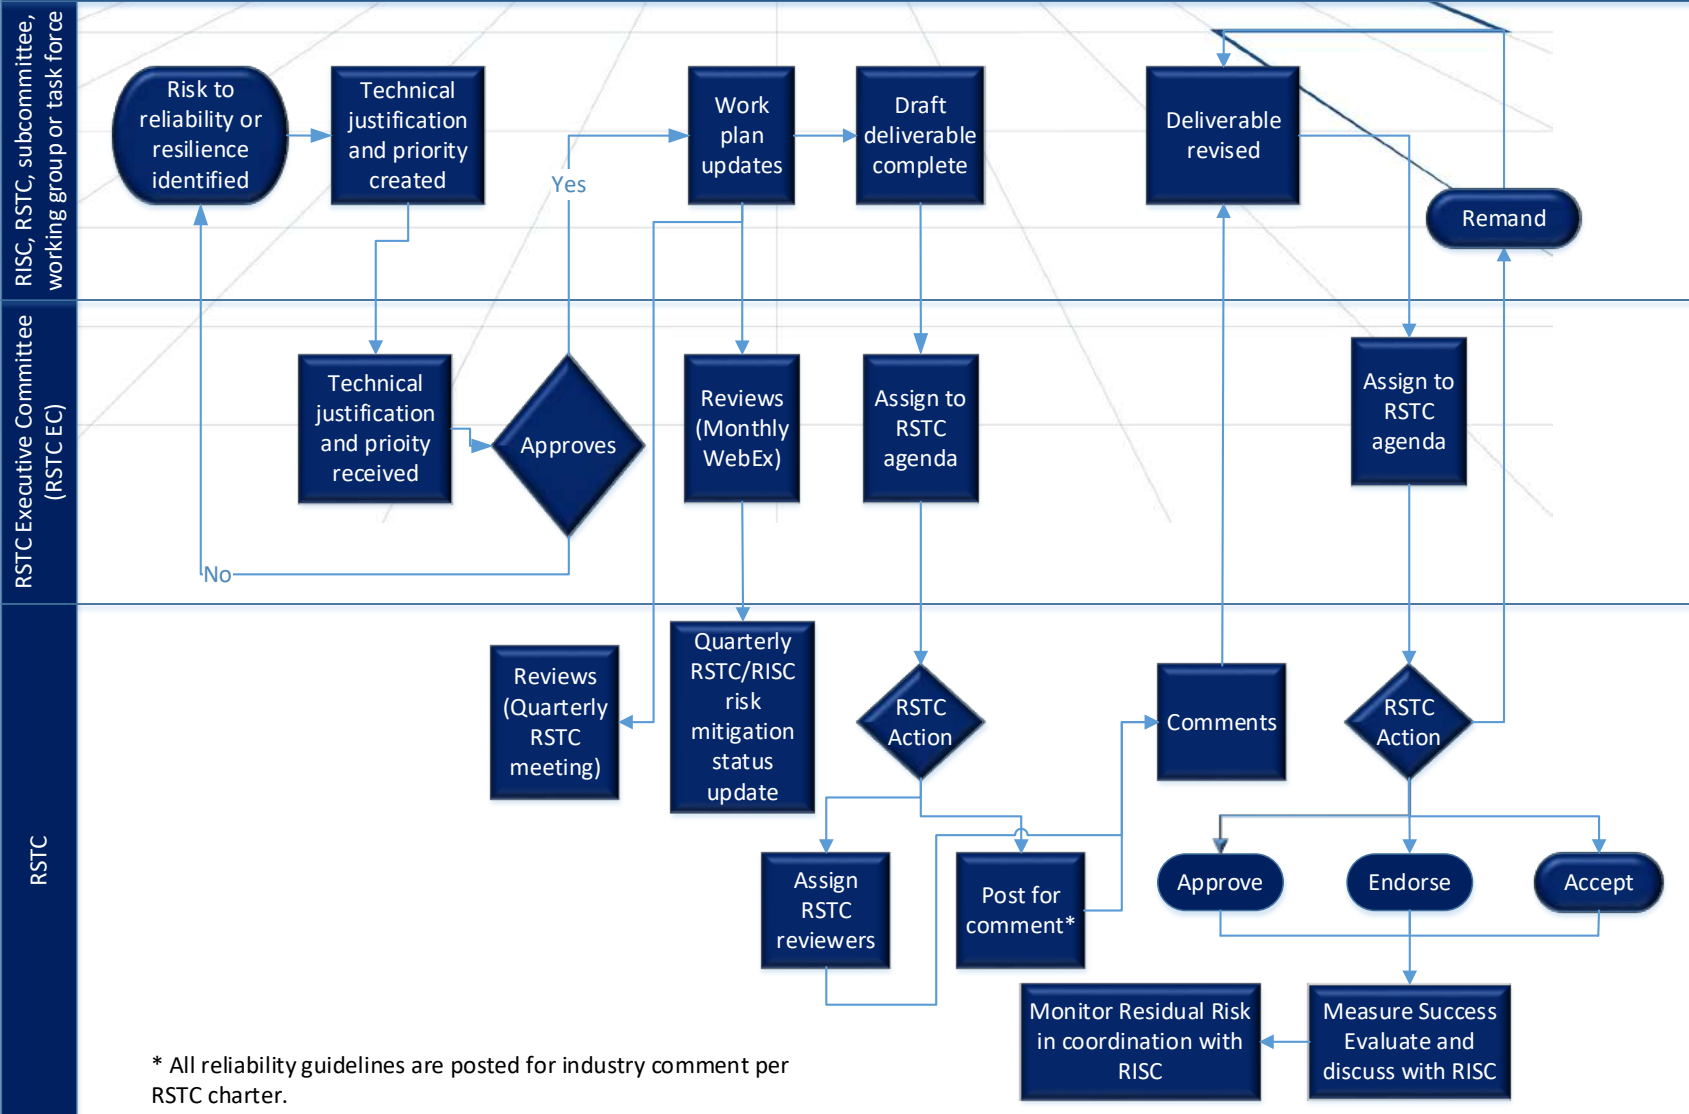 RISC, RSTC, subcommittee,
working group or task force
Risk to
reliability or
resilience
identified
Technical
justification
and priority
created
Yes
Work
plan
updates
Draft
deliverable
complete
Deliverable
revised
Remand
RSTC Executive Committee
(RSTC EC)
Technical
justification
and prioity
received
Approves
No
Reviews
(Monthly
WebEx)
Assign to
RSTC
agenda
Assign to
RSTC
agenda
RSTC
Reviews
(Quarterly
RSTC
meeting)
Quarterly
RSTC/RISC
risk
mitigation
status
update
RSTC
Action
Assign
RSTC
reviewers
Post for
comment*
Comments
RSTC
Action
Approve
Endorse
Accept
Monitor Residual Risk
in coordination with
RISC
Measure Success
Evaluate and
discuss with RISC
* All reliability guidelines are posted for industry comment per
RSTC charter.